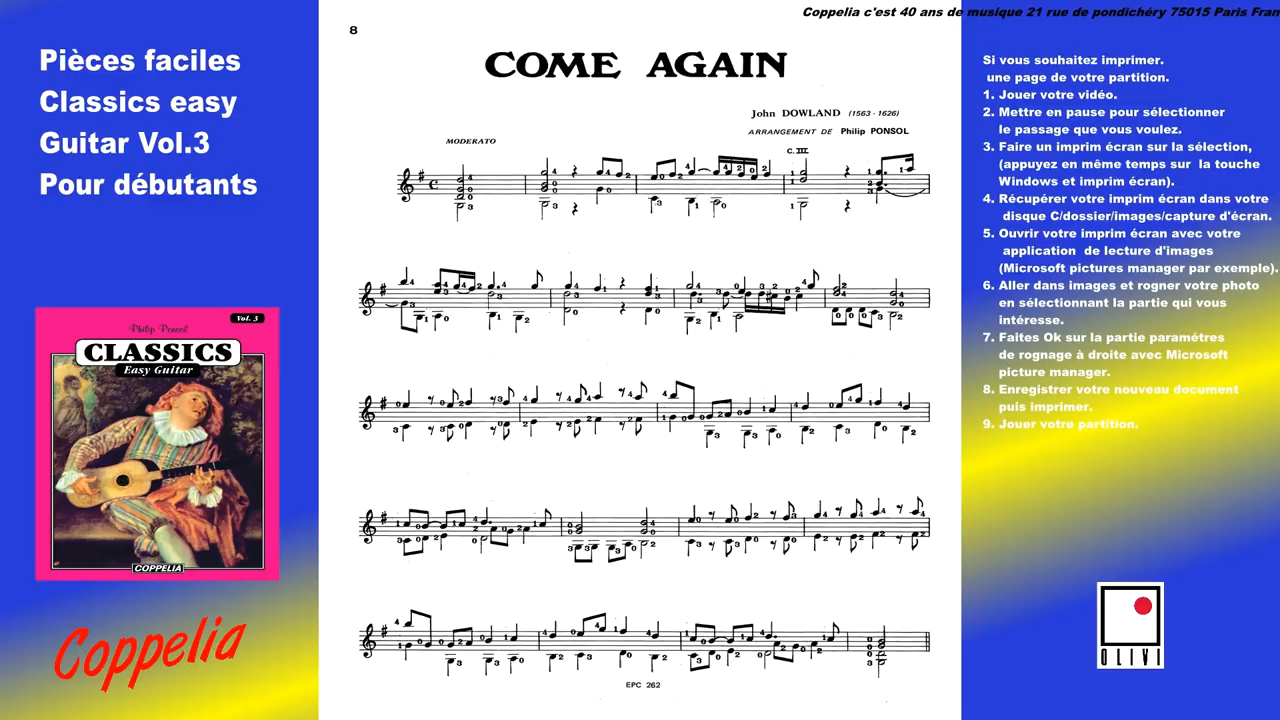 Coppelia c'est 40 ans de musique 21 rue de pondichéry 75015 Paris Fran
Pièces faciles
Classics easy
Guitar Vol.3
Pour débutants
Vol. 3
Philip Ponsol
CLASSICS
Easy Guitar
COPPELIA
Coppelia
8
COME AGAIN
John DOWLAND (1563 - 1626)
ARRANGEMENT DE Philip PONSOL
MODERATO
C. III
EPC 262
Si vous souhaitez imprimer.
une page de votre partition.
1. Jouer votre vidéo.
2. Mettre en pause pour sélectionner
le passage que vous voulez.
3. Faire un imprim écran sur la sélection,
(appuyez en même temps sur la touche
Windows et imprim écran).
4. Récupérer votre imprim écran dans votre
disque C/dossier/images/capture d'écran.
5. Ouvrir votre imprim écran avec votre
application de lecture d'images
(Microsoft pictures manager par exemple).
6. Aller dans images et rogner votre photo
en sélectionnant la partie qui vous
intéresse.
7. Faites Ok sur la partie paramétres
de rognage à droite avec Microsoft
picture manager.
8. Enregistrer votre nouveau document
puis imprimer.
9. Jouer votre partition.
OLIVI